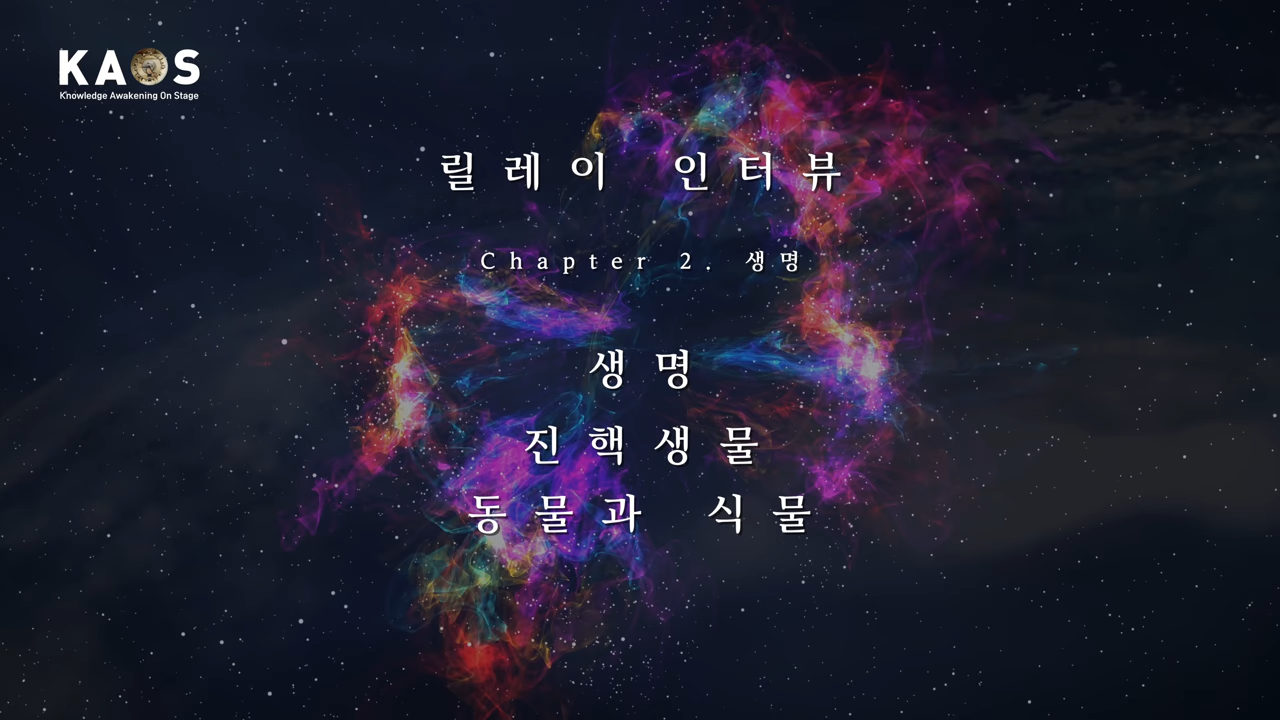 KAOS
Knowledge Awakening On Stage
릴레이 인터뷰
Chapter 2. 생명
생명
진핵생물
동물과 식물